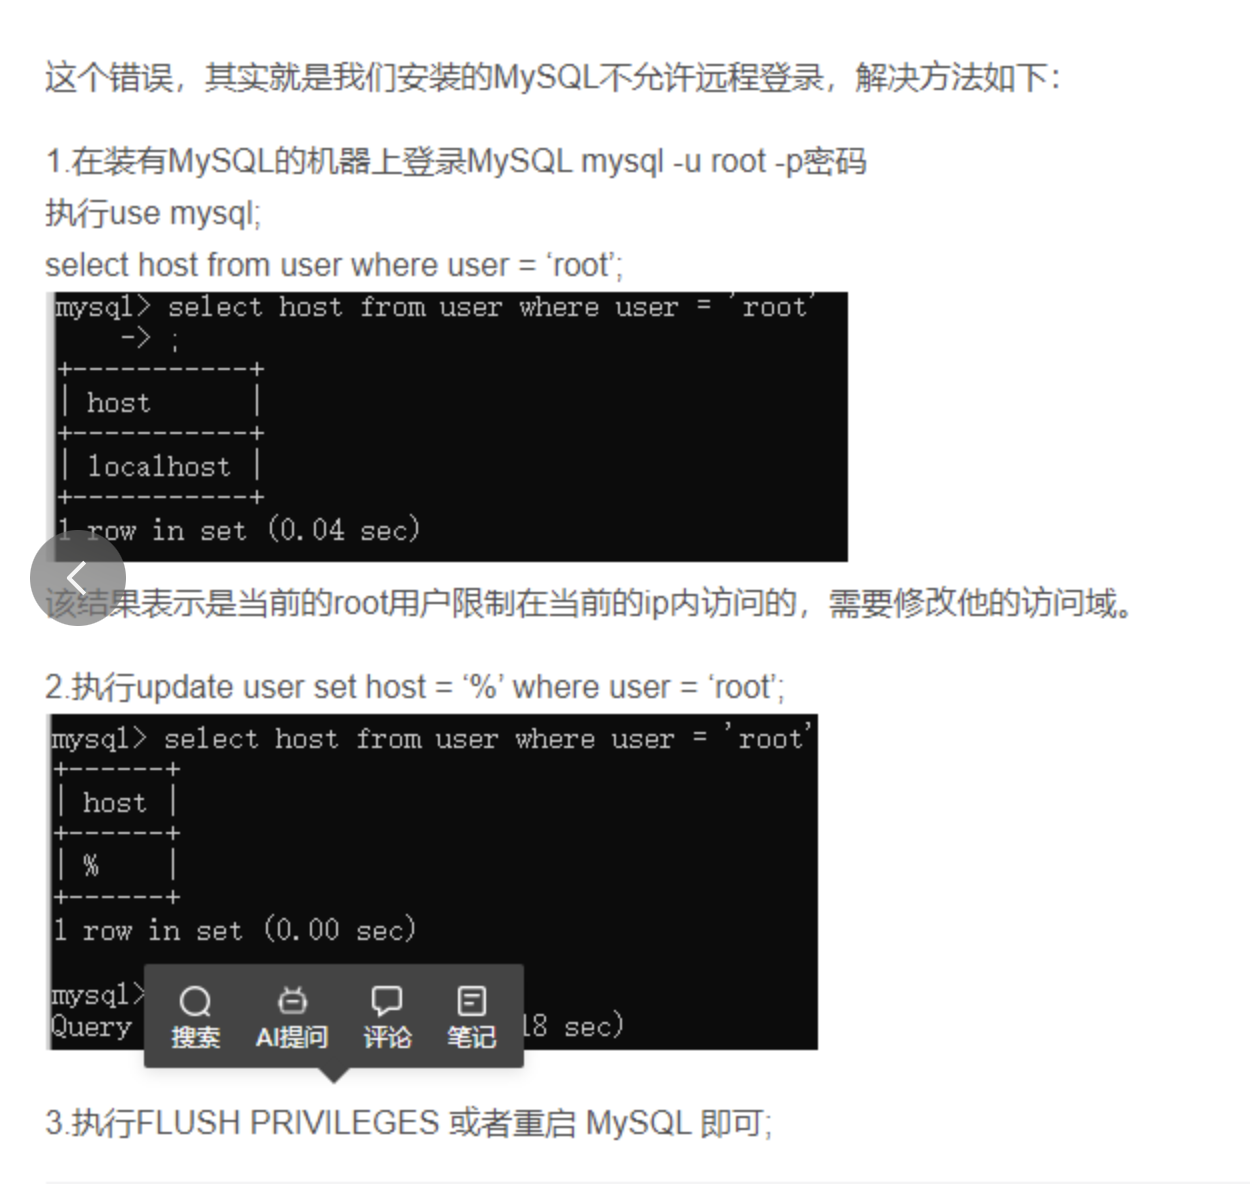 这个错误，其实就是我们安装的MySQL不允许远程登录，解决方法如下：
1.在装有MySQL的机器上登录MySQL mysql -u root -p密码
执行use mysql;
select host from user where user = ‘root’;
mysql> select host from user where user = 'root'
-> ;
+-----------+
| host      |
+-----------+
| localhost |
+-----------+
1 row in set (0.04 sec)
该结果表示是当前的root用户限制在当前的ip内访问的，需要修改他的访问域。
2.执行update user set host = ‘%’ where user = ‘root’;
mysql> select host from user where user = 'root'
+------+
| host |
+------+
| %    |
+------+
1 row in set (0.00 sec)
mysql>
Query 18 sec)
搜索 AI提问 评论 笔记
3.执行FLUSH PRIVILEGES 或者重启 MySQL 即可;